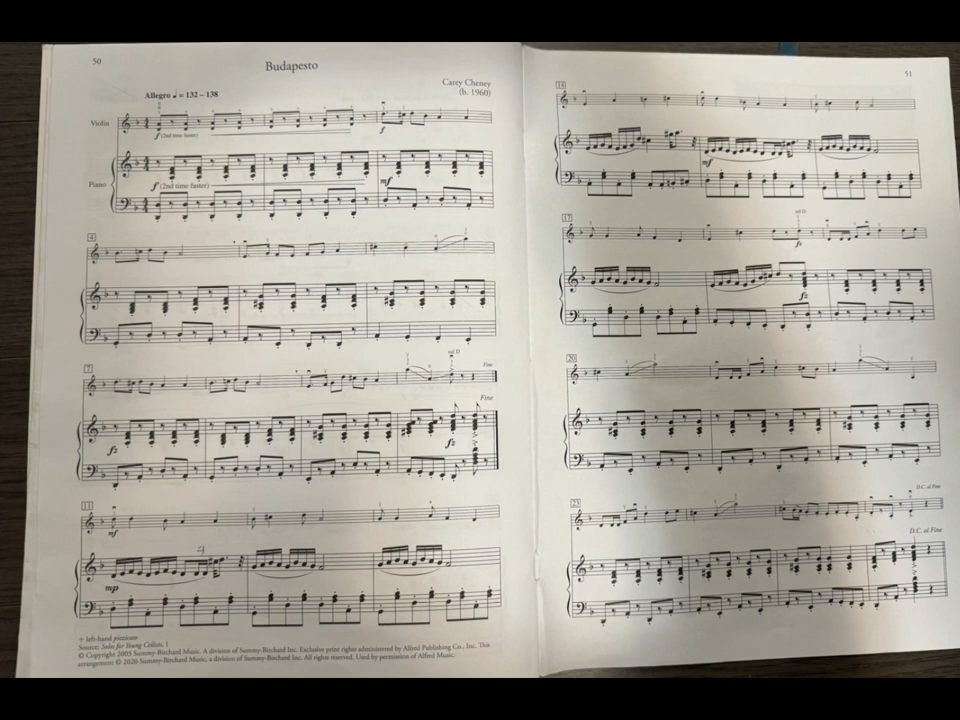 50
Budapesto
Carey Cheney
(b. 1960)
Allegro ♩ = 132 – 138
Violin
f (2nd time faster)
f
Piano
f (2nd time faster)
mf
4
7
vol D
Fine
Fine
fz
fz
11
mf
mp
+ left-hand pizzicato
Source: Solos for Young Cellists, 1
© Copyright 2003 Summy-Birchard Music. A division of Summy-Birchard Inc. Exclusive print rights administered by Alfred Publishing Co., Inc. This
arrangement © 2020 Summy-Birchard Music, a division of Summy-Birchard Inc. All rights reserved. Used by permission of Alfred Music.
51
14
mf
17
fz
fz
20
23
D.C. al Fine
D.C. al Fine